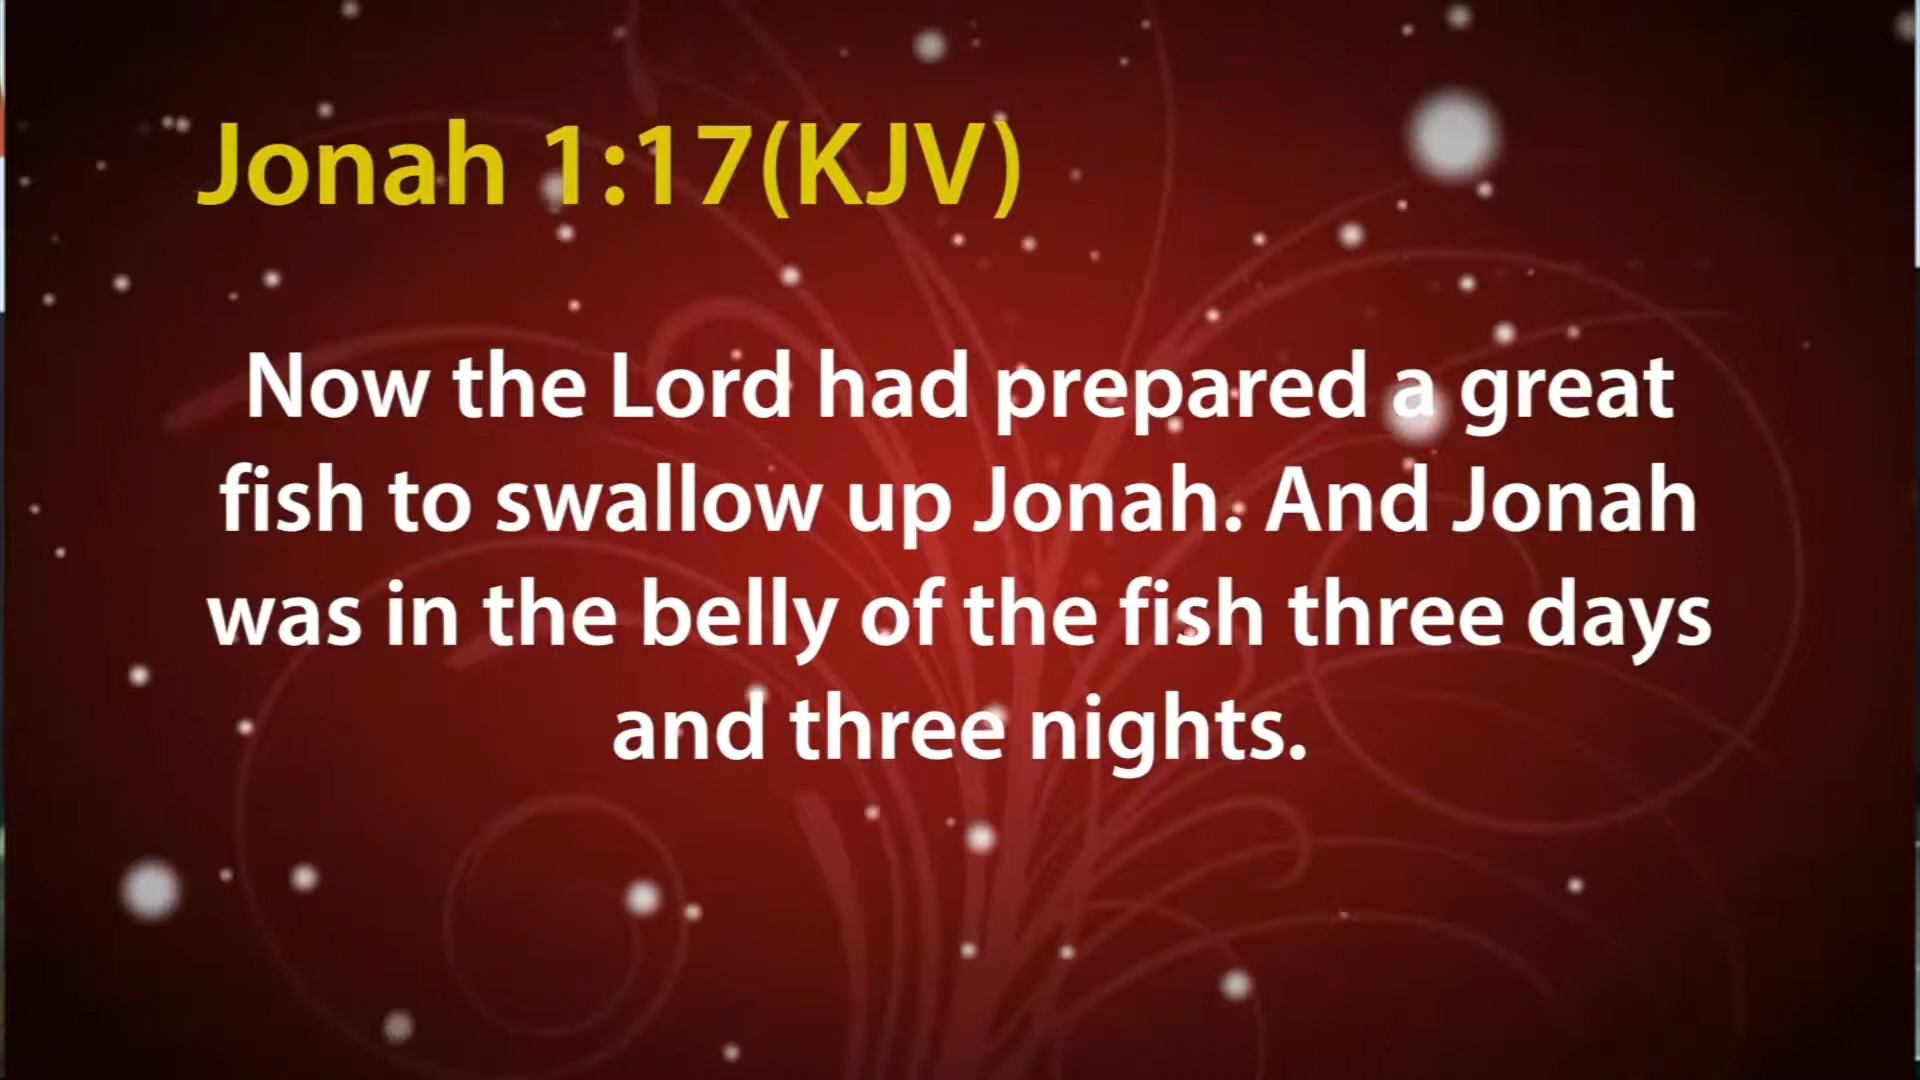 Jonah 1:17(KJV)
Now the Lord had prepared a great
fish to swallow up Jonah. And Jonah
was in the belly of the fish three days
and three nights.